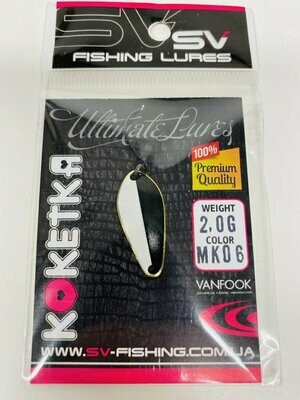 SV SV
FISHING LURES
Ultimate Lures
100%
Premium
Quality
KOKETKA
WEIGHT
2,0G
COLOR
MK06
VANFOOK
WWW.SV-FISHING.COM.UA